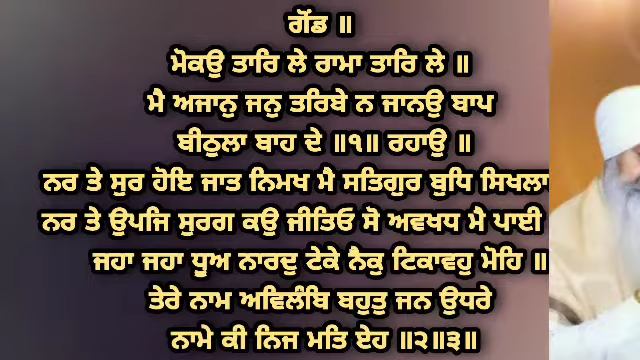 ਗੋਂਡ ॥
ਮੋਕਉ ਤਾਰਿ ਲੇ ਰਾਮਾ ਤਾਰਿ ਲੇ ॥
ਮੈ ਅਜਾਨੁ ਜਨੁ ਤਰਿਬੇ ਨ ਜਾਨਉ ਬਾਪ
ਬੀਠੁਲਾ ਬਾਹ ਦੇ ॥੧॥ ਰਹਾਉ ॥
ਨਰ ਤੇ ਸੁਰ ਹੋਇ ਜਾਤ ਨਿਮਖ ਮੈ ਸਤਿਗੁਰ ਬੁਧਿ ਸਿਖਲਾ
ਨਰ ਤੇ ਉਪਜਿ ਸੁਰਗ ਕਉ ਜੀਤਿਓ ਸੋ ਅਵਖਧ ਮੈ ਪਾਈ
ਜਹਾ ਜਹਾ ਧੂਅ ਨਾਰਦੁ ਟੇਕੇ ਨੈਕੁ ਟਿਕਾਵਹੁ ਮੋਹਿ ॥
ਤੇਰੇ ਨਾਮ ਅਵਿਲੰਬਿ ਬਹੁਤੁ ਜਨ ਉਧਰੇ
ਨਾਮੇ ਕੀ ਨਿਜ ਮਤਿ ਏਹ ॥੨॥੩॥